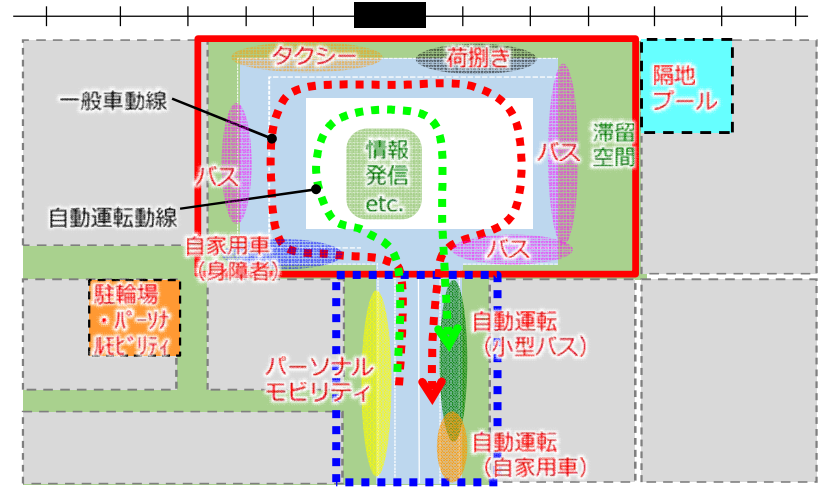 タクシー
荷捌き
隔地
プール
一般車動線
情報
発信
etc.
滞留
空間
バス
バス
自動運転動線
自家用車
（身障者）
バス
駐輪場
・パーソナ
ルモビリティ
自動運転
（小型バス）
パーソナル
モビリティ
自動運転
（自家用車）